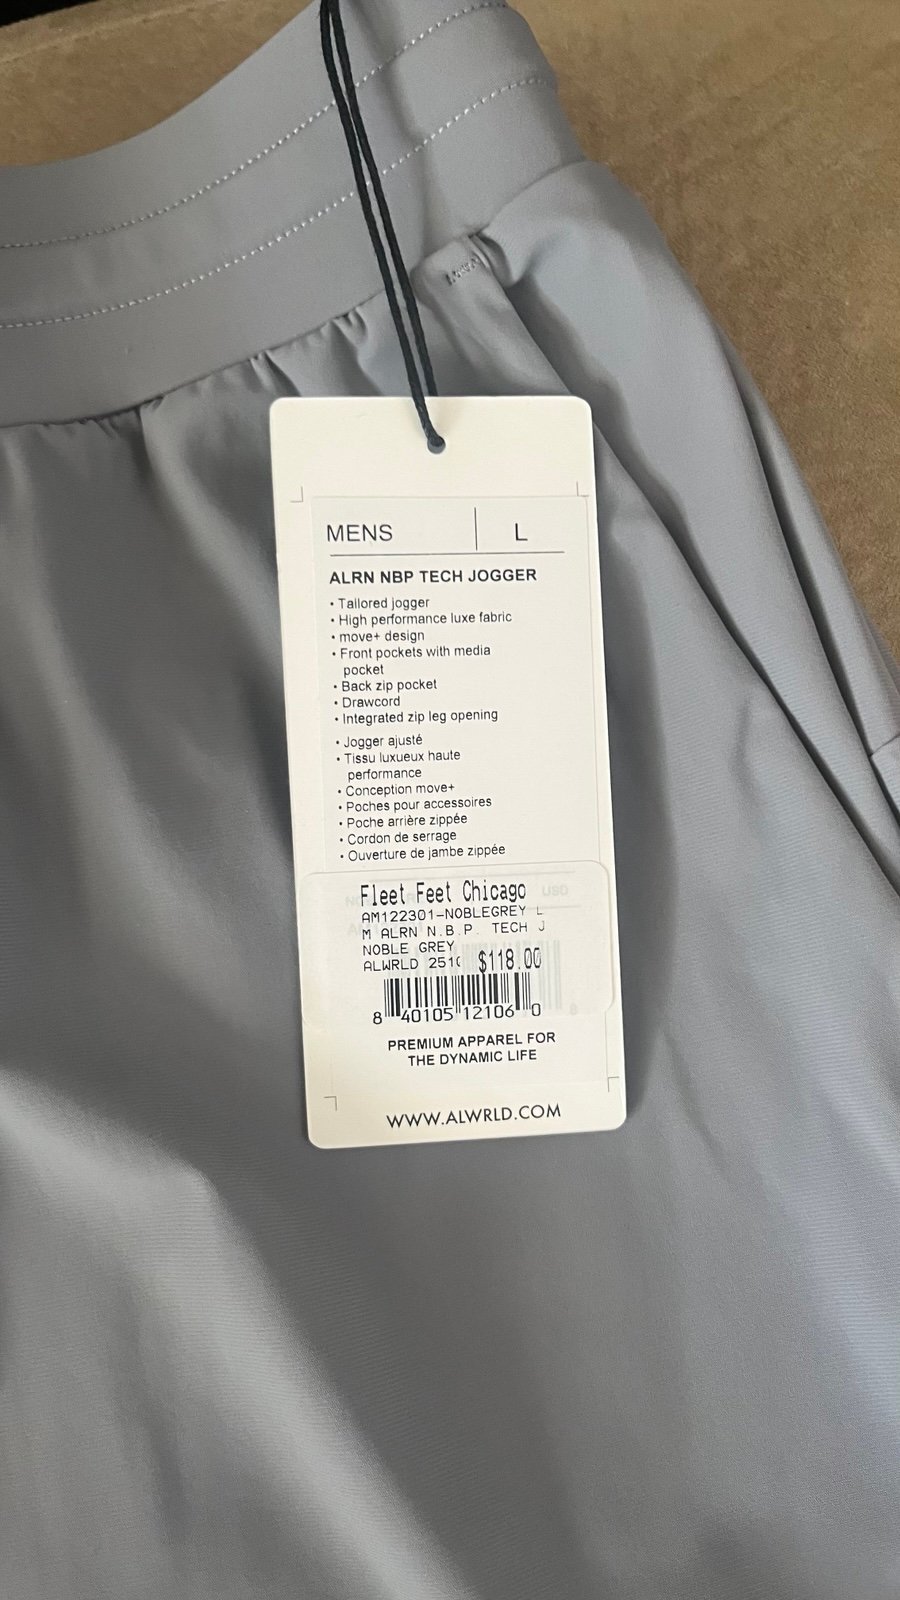 MENS | L
ALRN NBP TECH JOGGER
• Tailored jogger
• High performance luxe fabric
• move+ design
• Front pockets with media
pocket
• Back zip pocket
• Drawcord
• Integrated zip leg opening
• Jogger ajusté
• Tissu luxueux haute
performance
• Conception move+
• Poches pour accessoires
• Poche arrière zippée
• Cordon de serrage
• Ouverture de jambe zippée
Fleet Feet Chicago
USD
AM122301-NOBLEGREY L
M ALRN N.B.P. TECH J
NOBLE GREY
ALWRLD 251 $118.00
8 40105 12106 0
PREMIUM APPAREL FOR
THE DYNAMIC LIFE
WWW.ALWRLD.COM